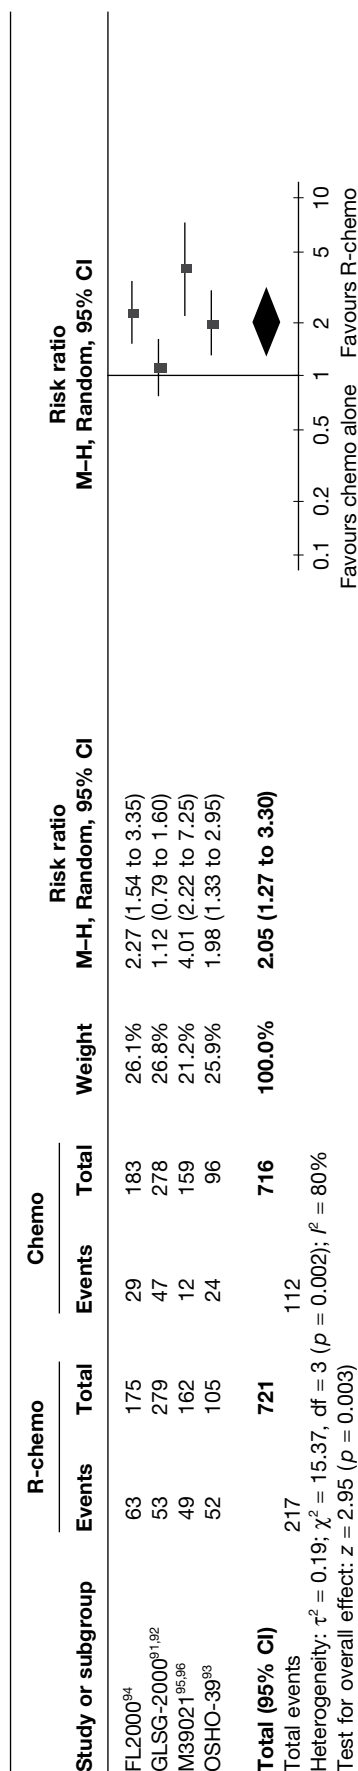 R-chemo Chemo Risk ratio Risk ratio
Study or subgroup Events Total Events Total Weight M–H, Random, 95% CI M–H, Random, 95% CI
FL2000⁹⁴ 63 175 29 183 26.1% 2.27 (1.54 to 3.35)
GLSG-2000⁹¹,⁹² 53 279 47 278 26.8% 1.12 (0.79 to 1.60)
M39021⁹⁵,⁹⁶ 49 162 12 159 21.2% 4.01 (2.22 to 7.25)
OSHO-39⁹³ 52 105 24 96 25.9% 1.98 (1.33 to 2.95)
Total (95% CI) 721 716 100.0% 2.05 (1.27 to 3.30)
Total events 217 112
Heterogeneity: τ² = 0.19; χ² = 15.37, df = 3 (p = 0.002); I² = 80%
Test for overall effect: z = 2.95 (p = 0.003)
0.1 0.2 0.5 1 2 5 10
Favours chemo alone Favours R-chemo